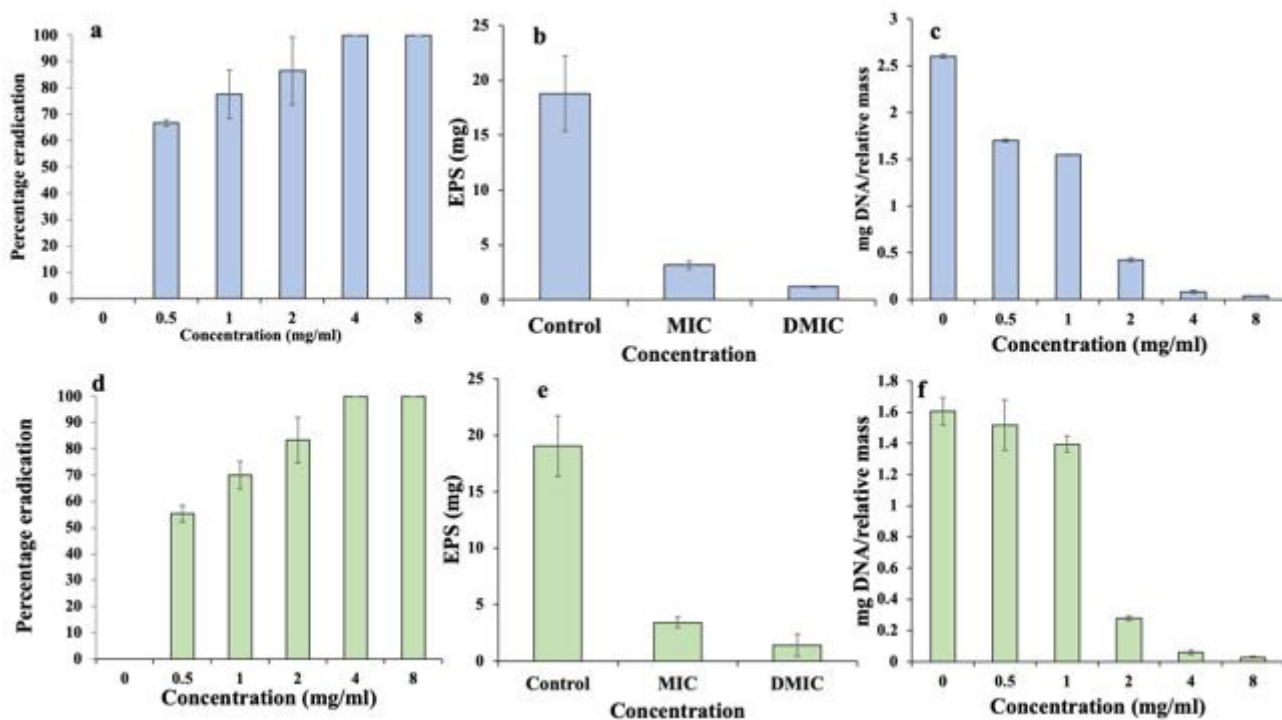 a
Percentage eradication
100
90
80
70
60
50
40
30
20
10
0
0 0.5 1 2 4 8
Concentration (mg/ml)
b
EPS (mg)
25
20
15
10
5
0
Control MIC DMIC
Concentration
c
mg DNA/relative mass
3
2.5
2
1.5
1
0.5
0
0 0.5 1 2 4 8
Concentration (mg/ml)
d
Percentage eradication
100
90
80
70
60
50
40
30
20
10
0
0 0.5 1 2 4 8
Concentration (mg/ml)
e
EPS (mg)
25
20
15
10
5
0
Control MIC DMIC
Concentration
f
mg DNA/relative mass
1.8
1.6
1.4
1.2
1
0.8
0.6
0.4
0.2
0
0 0.5 1 2 4 8
Concentration (mg/ml)